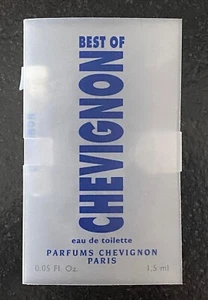 BEST OF
CHEVIGNON
eau de toilette
PARFUMS CHEVIGNON
PARIS
0.05 Fl. Oz. 1,5 ml